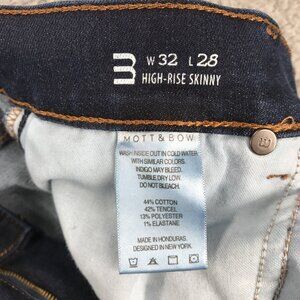 W 32 L 28
HIGH-RISE SKINNY
MOTT & BOW
WASH INSIDE OUT IN COLD WATER
WITH SIMILAR COLORS.
INDIGO MAY BLEED.
TUMBLE DRY LOW.
DO NOT BLEACH.
44% COTTON
42% TENCEL
13% POLYESTER
1% ELASTANE
MADE IN HONDURAS.
DESIGNED IN NEW YORK.